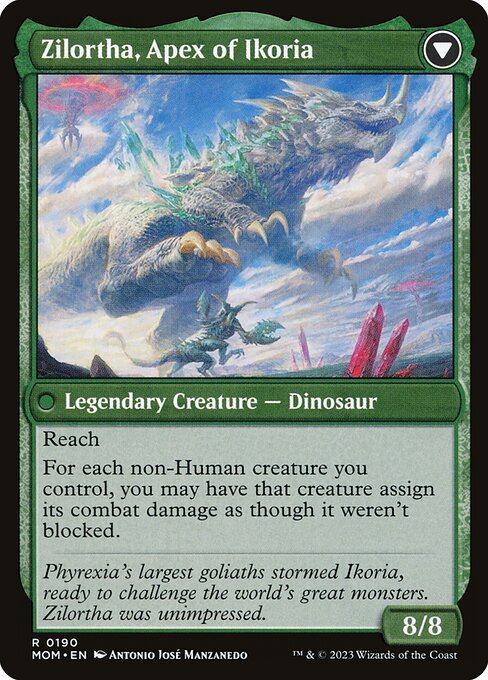 Zilortha, Apex of Ikoria
Legendary Creature — Dinosaur
Reach
For each non-Human creature you
control, you may have that creature assign
its combat damage as though it weren't
blocked.
Phyrexia's largest goliaths stormed Ikoria,
ready to challenge the world's great monsters.
Zilortha was unimpressed.
8/8
R 0190
MOM • EN Antonio José Manzanedo
™ & © 2023 Wizards of the Coast